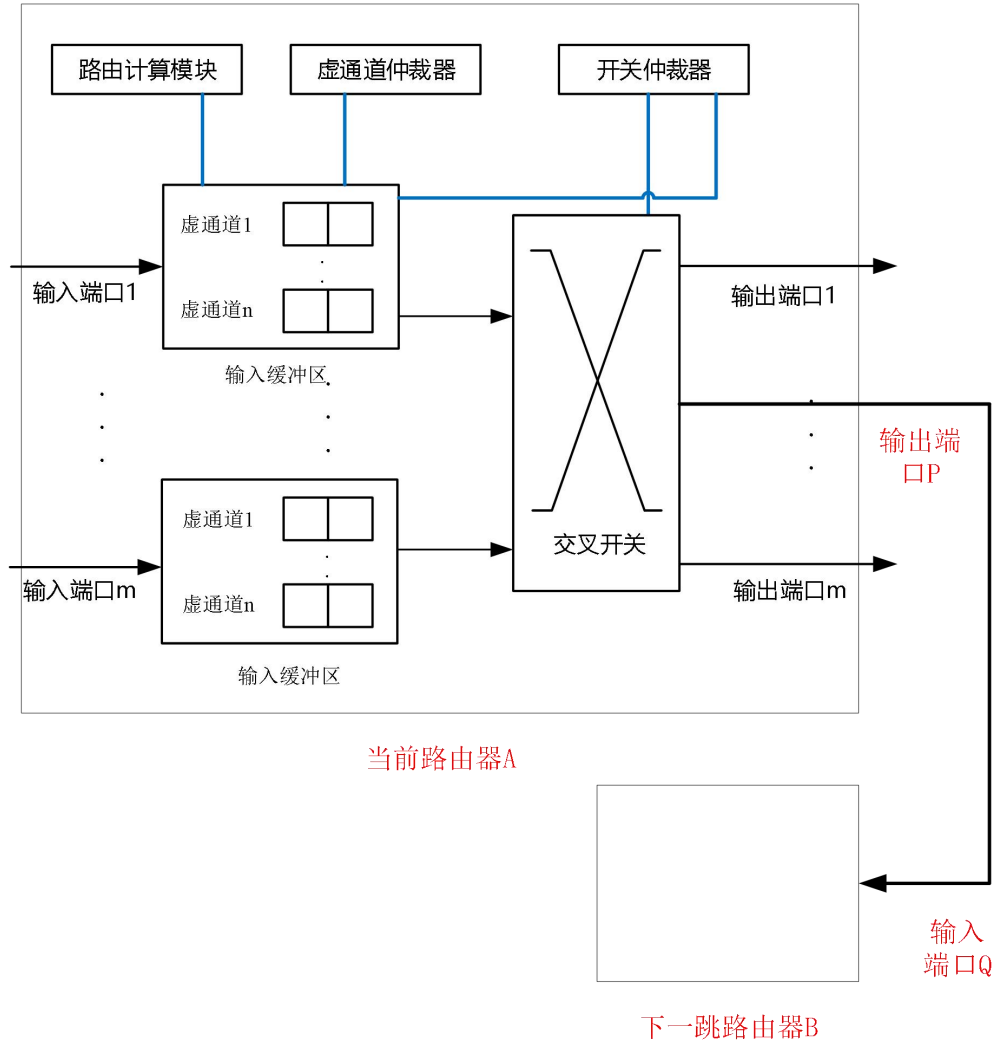 路由计算模块
虚通道仲裁器
开关仲裁器
虚通道1
虚通道n
输入端口1
输入缓冲区
输出端口1
输出端
口P
虚通道1
虚通道n
输入端口m
输入缓冲区
交叉开关
输出端口m
当前路由器A
输入
端口Q
下一跳路由器B